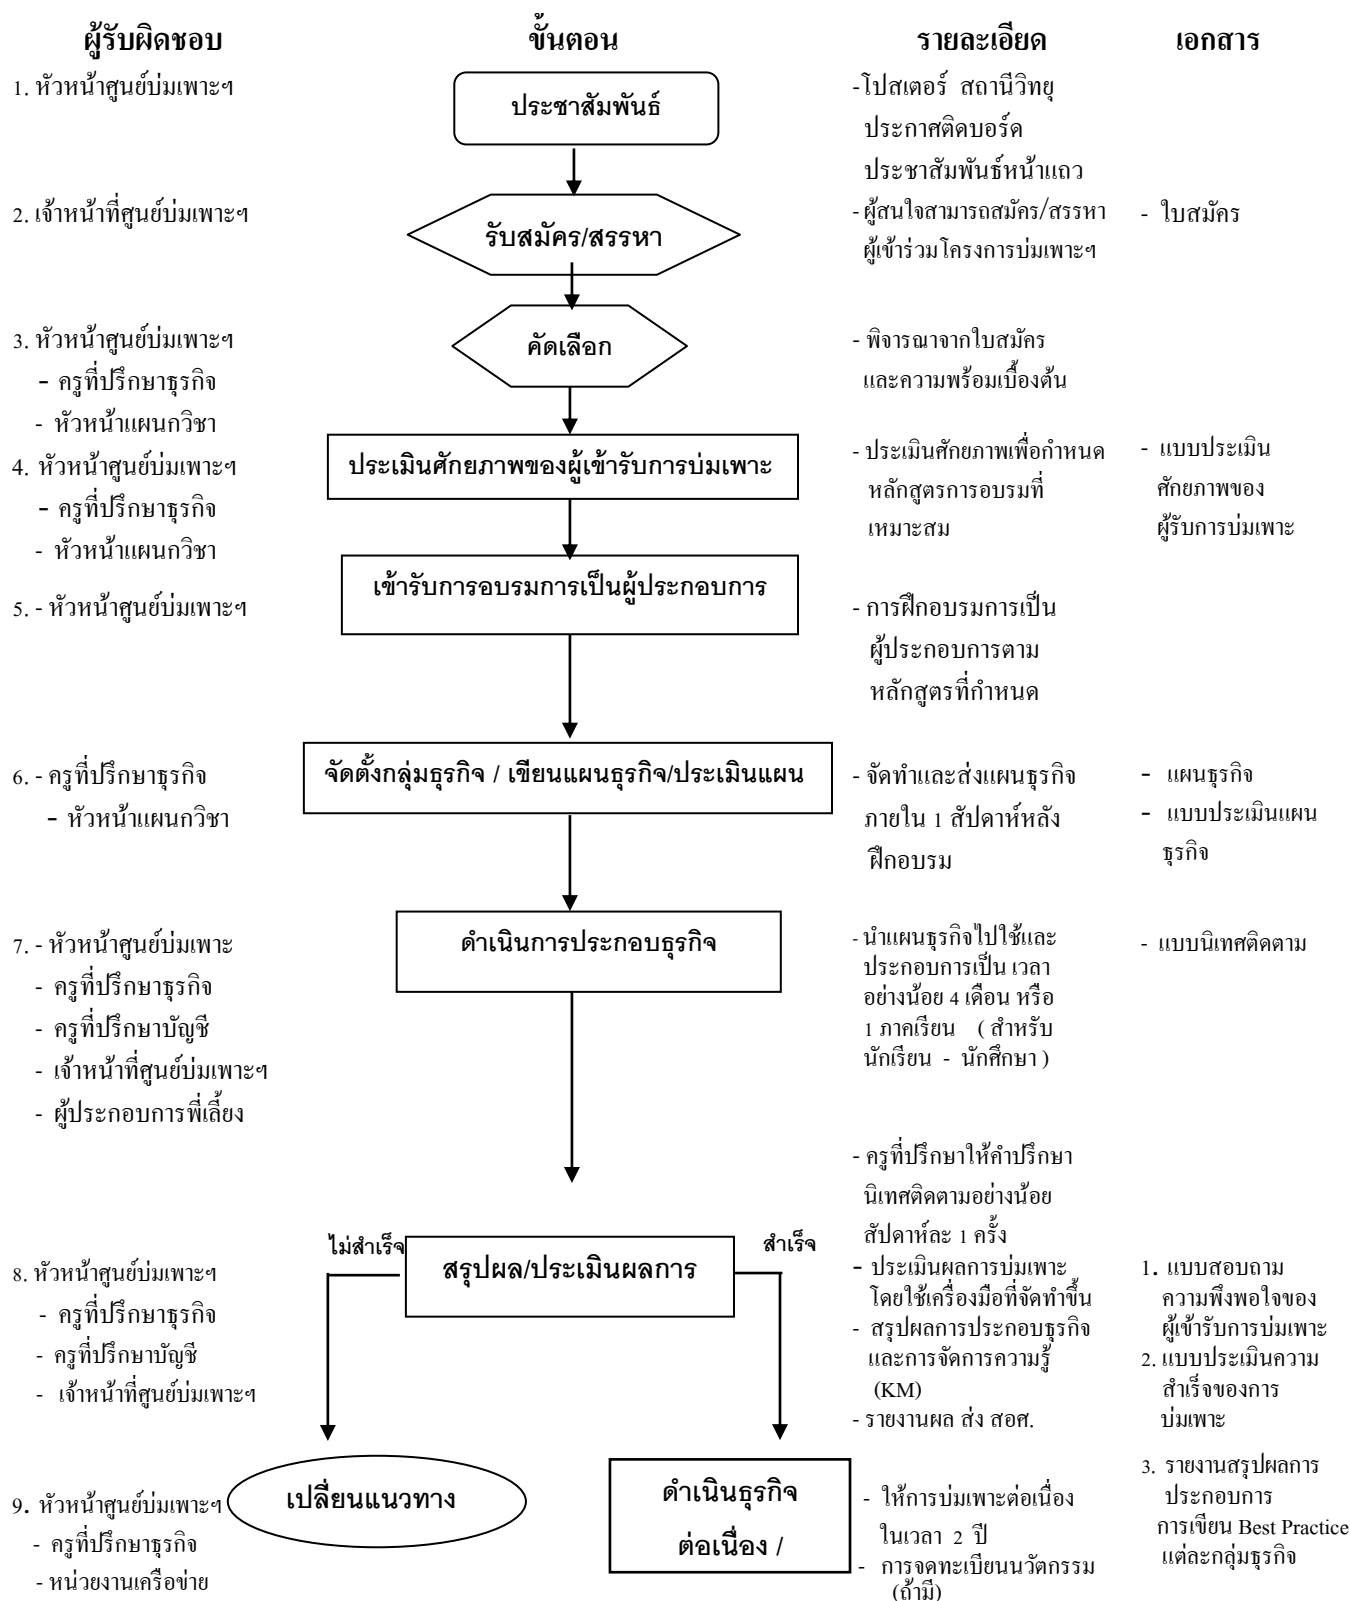 ผู้รับผิดชอบ
ขั้นตอน
รายละเอียด
เอกสาร
1. หัวหน้าศูนย์บ่มเพาะฯ
ประชาสัมพันธ์
-โปสเตอร์ สถานีวิทยุ
ประกาศติดบอร์ด
ประชาสัมพันธ์หน้าแถว
2. เจ้าหน้าที่ศูนย์บ่มเพาะฯ
รับสมัคร/สรรหา
- ผู้สนใจสามารถสมัคร/สรรหา
ผู้เข้าร่วมโครงการบ่มเพาะฯ
- ใบสมัคร
3. หัวหน้าศูนย์บ่มเพาะฯ
- ครูที่ปรึกษาธุรกิจ
- หัวหน้าแผนกวิชา
คัดเลือก
- พิจารณาจากใบสมัคร
และความพร้อมเบื้องต้น
4. หัวหน้าศูนย์บ่มเพาะฯ
- ครูที่ปรึกษาธุรกิจ
- หัวหน้าแผนกวิชา
ประเมินศักยภาพของผู้เข้ารับการบ่มเพาะ
- ประเมินศักยภาพเพื่อกำหนด
หลักสูตรการอบรมที่
เหมาะสม
- แบบประเมิน
ศักยภาพของ
ผู้รับการบ่มเพาะ
5. - หัวหน้าศูนย์บ่มเพาะฯ
เข้ารับการอบรมการเป็นผู้ประกอบการ
- การฝึกอบรมการเป็น
ผู้ประกอบการตาม
หลักสูตรที่กำหนด
6. - ครูที่ปรึกษาธุรกิจ
- หัวหน้าแผนกวิชา
จัดตั้งกลุ่มธุรกิจ / เขียนแผนธุรกิจ/ประเมินแผน
- จัดทำและส่งแผนธุรกิจ
ภายใน 1 สัปดาห์หลัง
ฝึกอบรม
- แผนธุรกิจ
- แบบประเมินแผน
ธุรกิจ
7. - หัวหน้าศูนย์บ่มเพาะ
- ครูที่ปรึกษาธุรกิจ
- ครูที่ปรึกษาบัญชี
- เจ้าหน้าที่ศูนย์บ่มเพาะฯ
- ผู้ประกอบการพี่เลี้ยง
ดำเนินการประกอบธุรกิจ
- นำแผนธุรกิจไปใช้และ
ประกอบการเป็น เวลา
อย่างน้อย 4 เดือน หรือ
1 ภาคเรียน ( สำหรับ
นักเรียน - นักศึกษา )
- แบบนิเทศติดตาม
- ครูที่ปรึกษาให้คำปรึกษา
นิเทศติดตามอย่างน้อย
สัปดาห์ละ 1 ครั้ง
8. หัวหน้าศูนย์บ่มเพาะฯ
- ครูที่ปรึกษาธุรกิจ
- ครูที่ปรึกษาบัญชี
- เจ้าหน้าที่ศูนย์บ่มเพาะฯ
ไม่สำเร็จ
สรุปผล/ประเมินผลการ
สำเร็จ
- ประเมินผลการบ่มเพาะ
โดยใช้เครื่องมือที่จัดทำขึ้น
- สรุปผลการประกอบธุรกิจ
และการจัดการความรู้
(KM)
- รายงานผล ส่ง สอศ.
1. แบบสอบถาม
ความพึงพอใจของ
ผู้เข้ารับการบ่มเพาะ
2. แบบประเมินความ
สำเร็จของการ
บ่มเพาะ
3. รายงานสรุปผลการ
ประกอบการ
การเขียน Best Practice
แต่ละกลุ่มธุรกิจ
9. หัวหน้าศูนย์บ่มเพาะฯ
- ครูที่ปรึกษาธุรกิจ
- หน่วยงานเครือข่าย
เปลี่ยนแนวทาง
ดำเนินธุรกิจ
ต่อเนื่อง /
- ให้การบ่มเพาะต่อเนื่อง
ในเวลา 2 ปี
- การจดทะเบียนนวัตกรรม
(ถ้ามี)